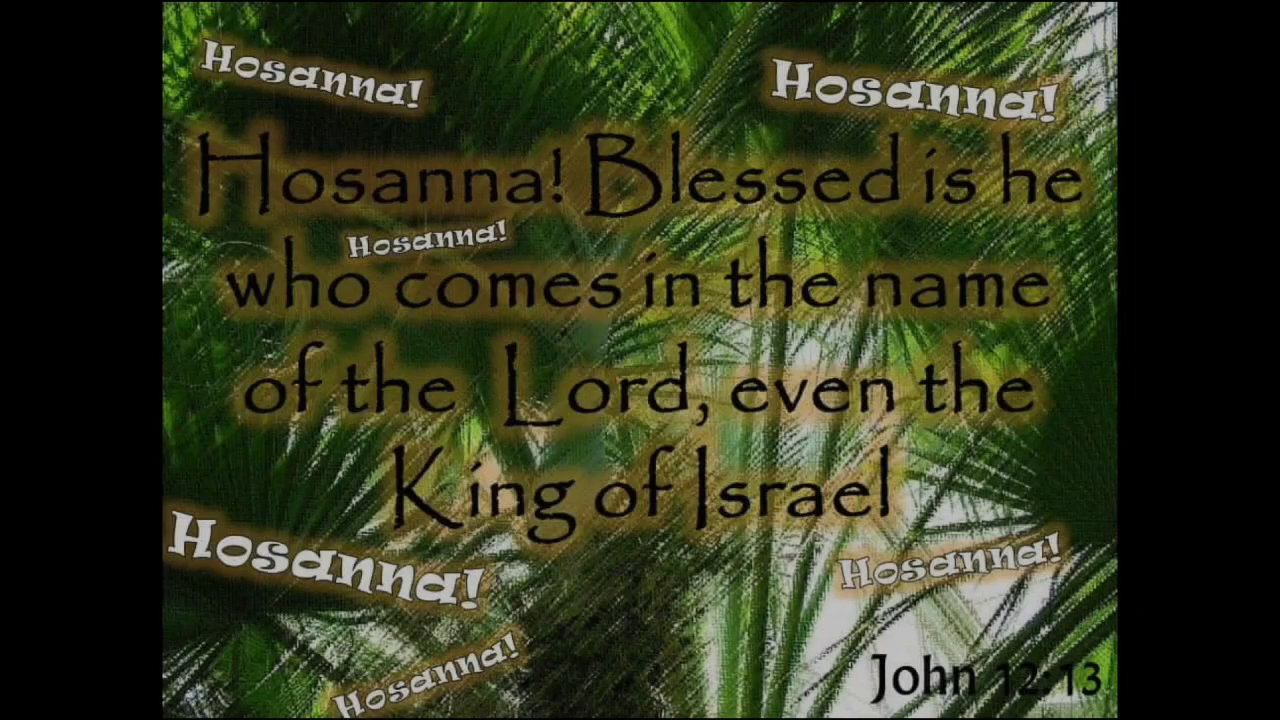 Hosanna!
Hosanna!
Hosanna! Blessed is he
Hosanna!
who comes in the name
of the Lord, even the
King of Israel
Hosanna!
Hosanna!
Hosanna!
John 12:13